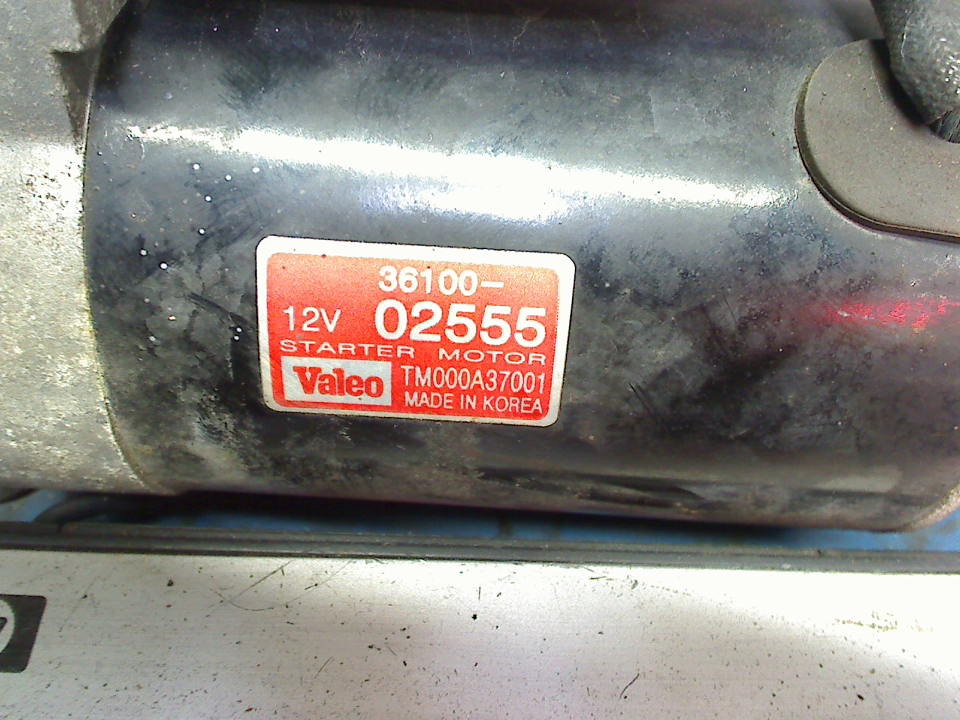 36100-
12V 02555
STARTER MOTOR
Valeo TM000A37001
MADE IN KOREA